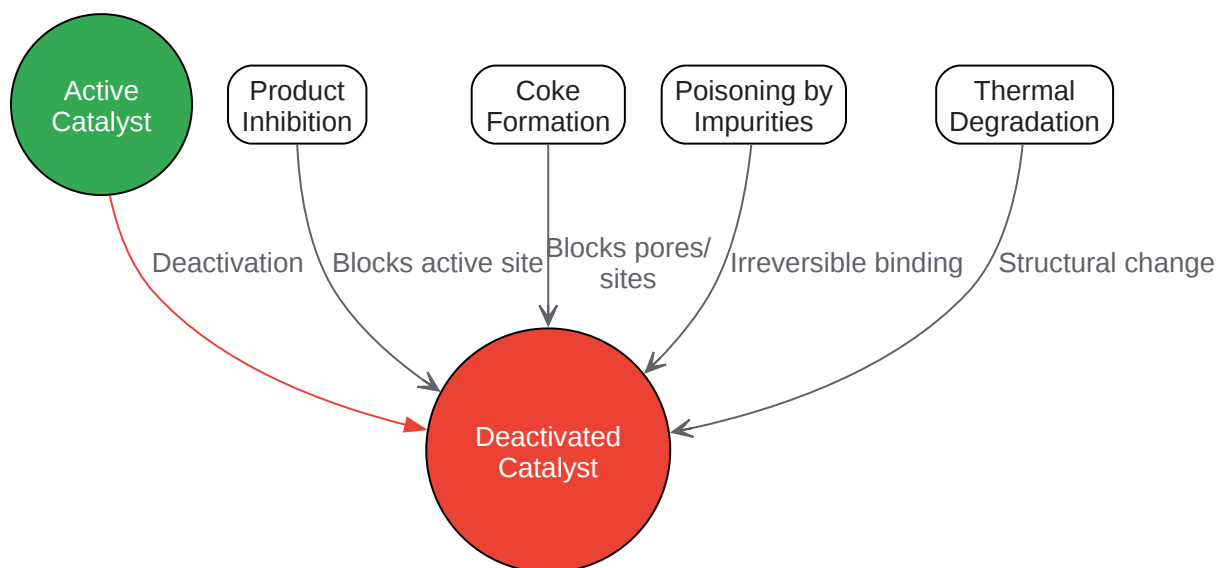 Active
Catalyst
Product
Inhibition
Coke
Formation
Poisoning by
Impurities
Thermal
Degradation
Deactivation
Blocks active site
Blocks pores/
sites
Irreversible binding
Structural change
Deactivated
Catalyst